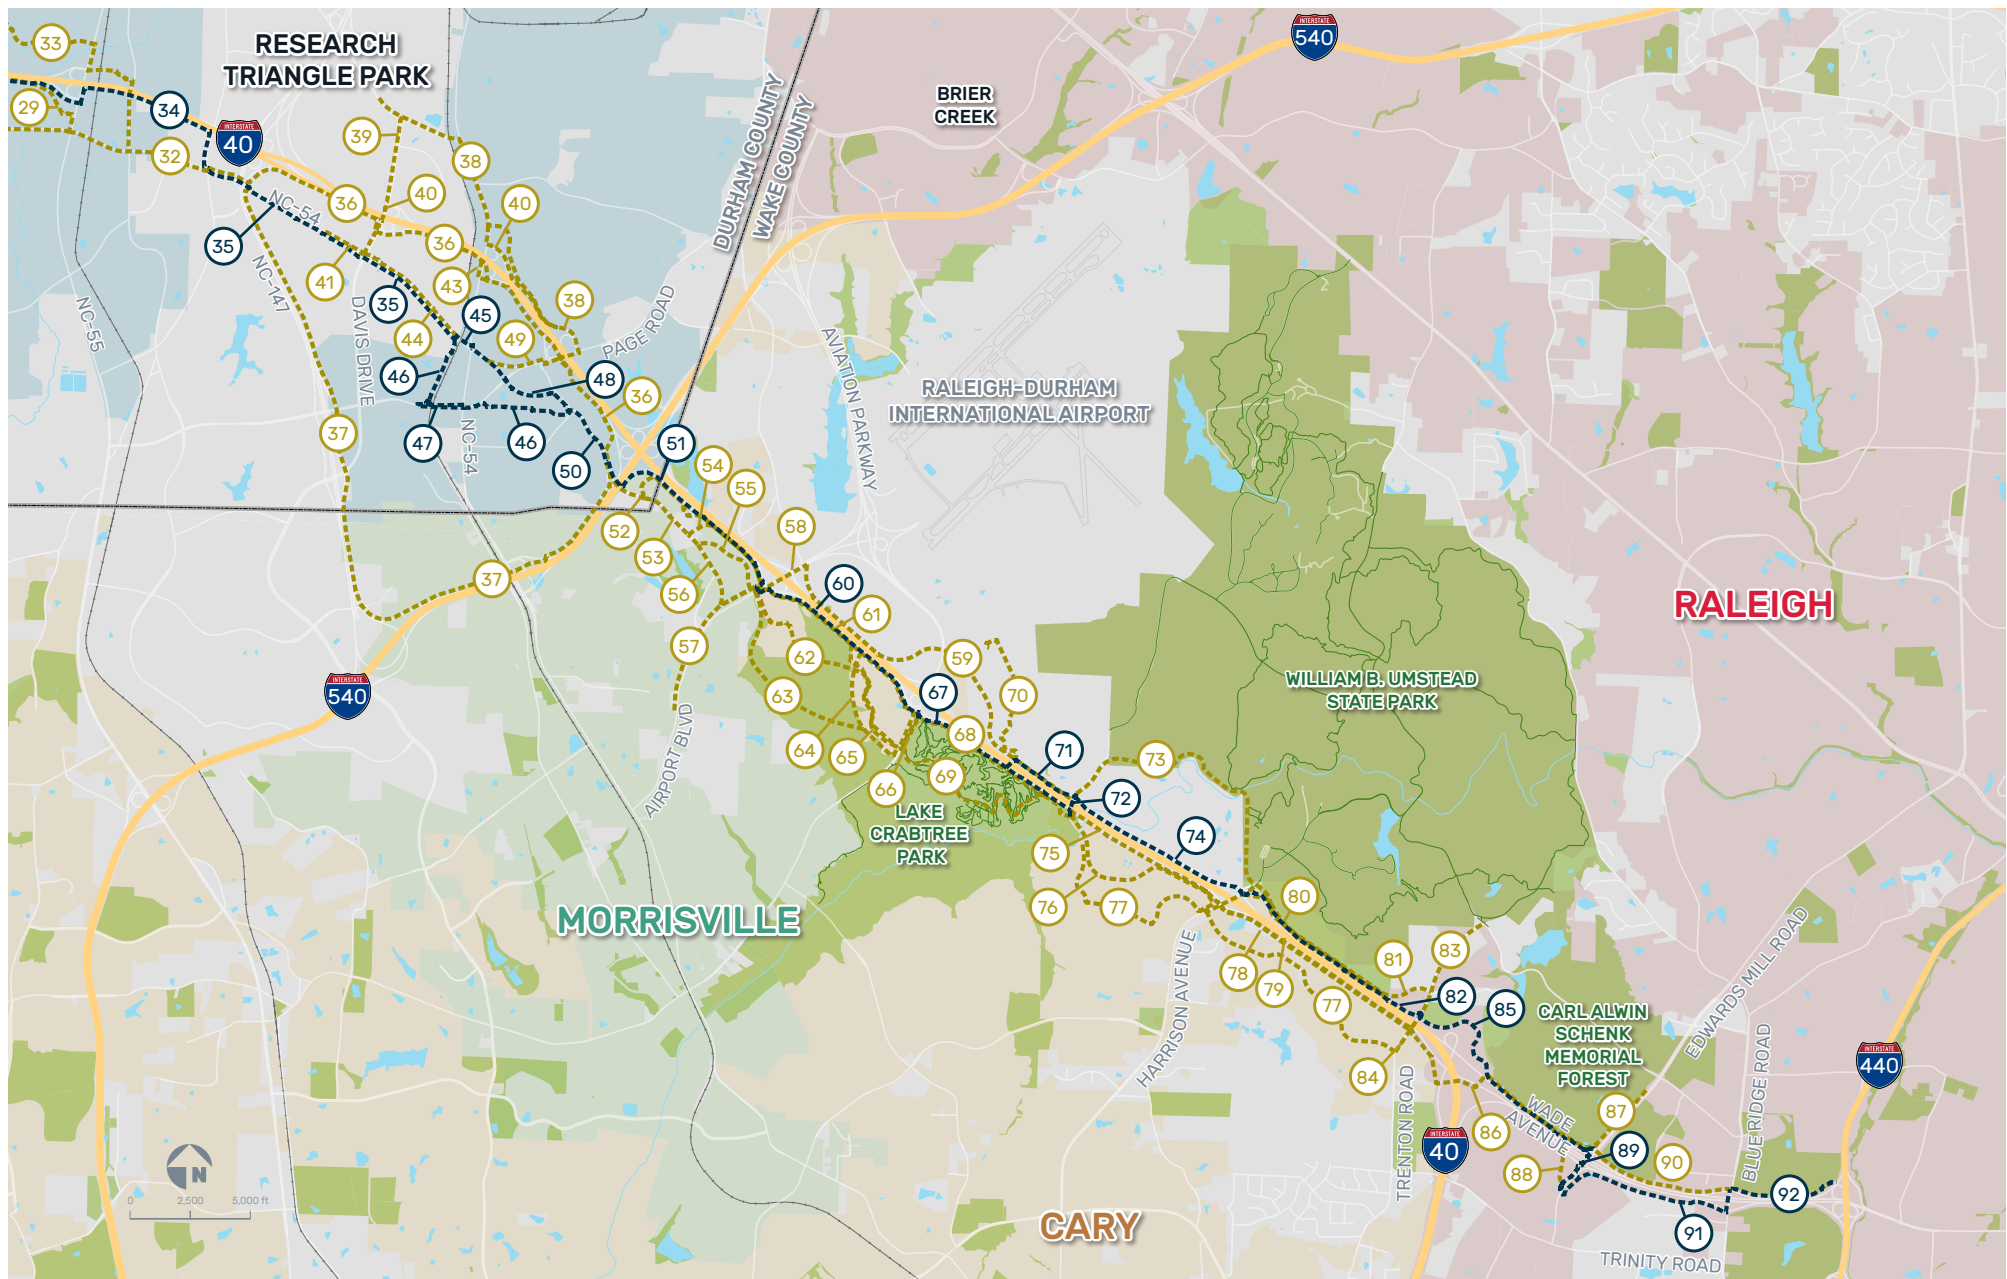 33
RESEARCH
TRIANGLE PARK
29
34
INTERSTATE
40
32
39
38
DURHAM COUNTY
WAKE COUNTY
BRIER
CREEK
INTERSTATE
540
NC-54
36
40
40
35
36
41
43
38
NC-147
35
45
NC-55
DAVIS DRIVE
44
49
PAGE ROAD
46
48
36
AVIATION PARKWAY
RALEIGH-DURHAM
INTERNATIONAL AIRPORT
37
47
NC-54
46
50
51
54
55
52
53
58
37
56
60
61
57
62
59
63
67
70
INTERSTATE
540
64
65
68
66
69
AIRPORT BLVD
LAKE
CRABTREE
PARK
71
73
72
74
75
76
77
WILLIAM B. UMSTEAD
STATE PARK
RALEIGH
MORRISVILLE
HARRISON AVENUE
80
78
79
77
81
83
82
85
84
CARL ALWIN
SCHENK
MEMORIAL
FOREST
EDWARDS MILL ROAD
BLUE RIDGE ROAD
INTERSTATE
440
TRENTON ROAD
INTERSTATE
40
86
WADE
AVENUE
87
88
89
90
92
91
TRINITY ROAD
CARY
N
0
2,500
5,000 ft